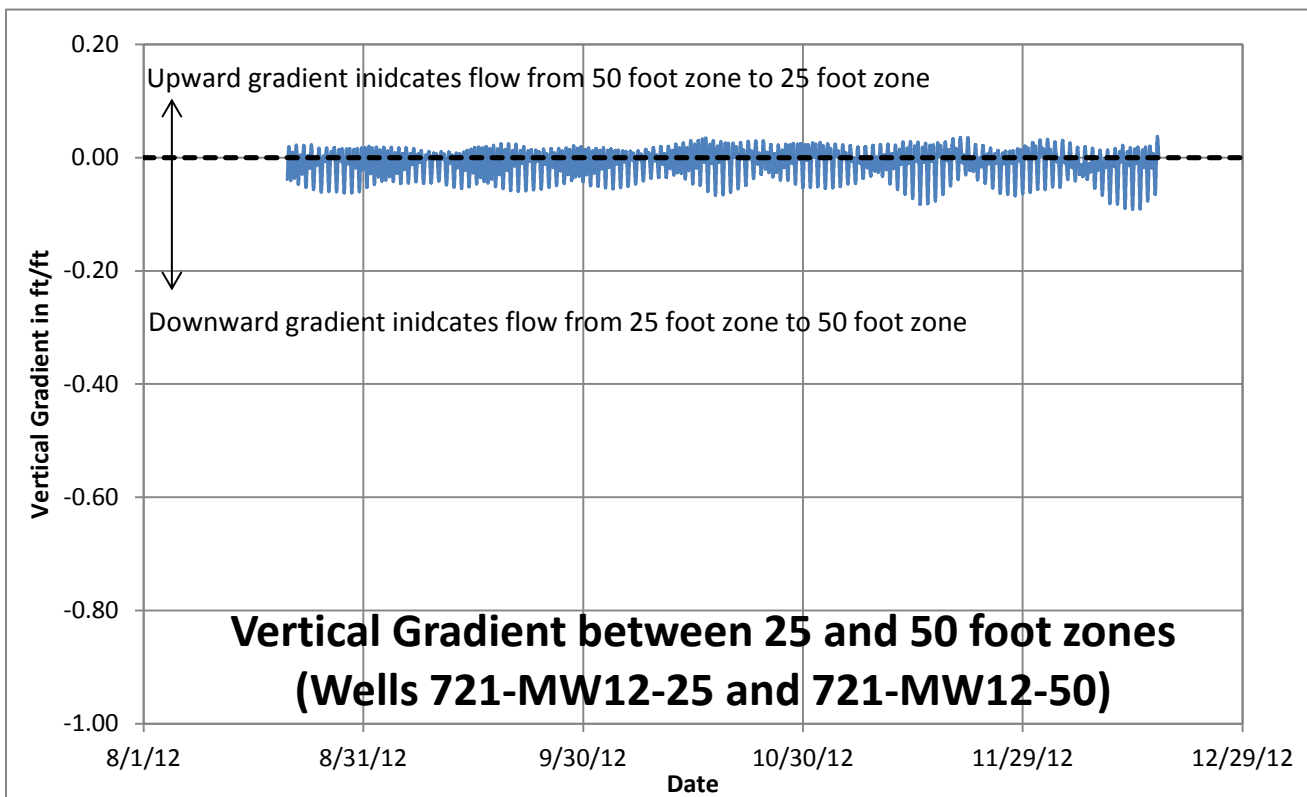 0.20
Upward gradient inidcates flow from 50 foot zone to 25 foot zone
0.00
-0.20
Downward gradient inidcates flow from 25 foot zone to 50 foot zone
-0.40
-0.60
-0.80
-1.00
Vertical Gradient in ft/ft
Vertical Gradient between 25 and 50 foot zones
(Wells 721-MW12-25 and 721-MW12-50)
8/1/12 8/31/12 9/30/12 10/30/12 11/29/12 12/29/12
Date